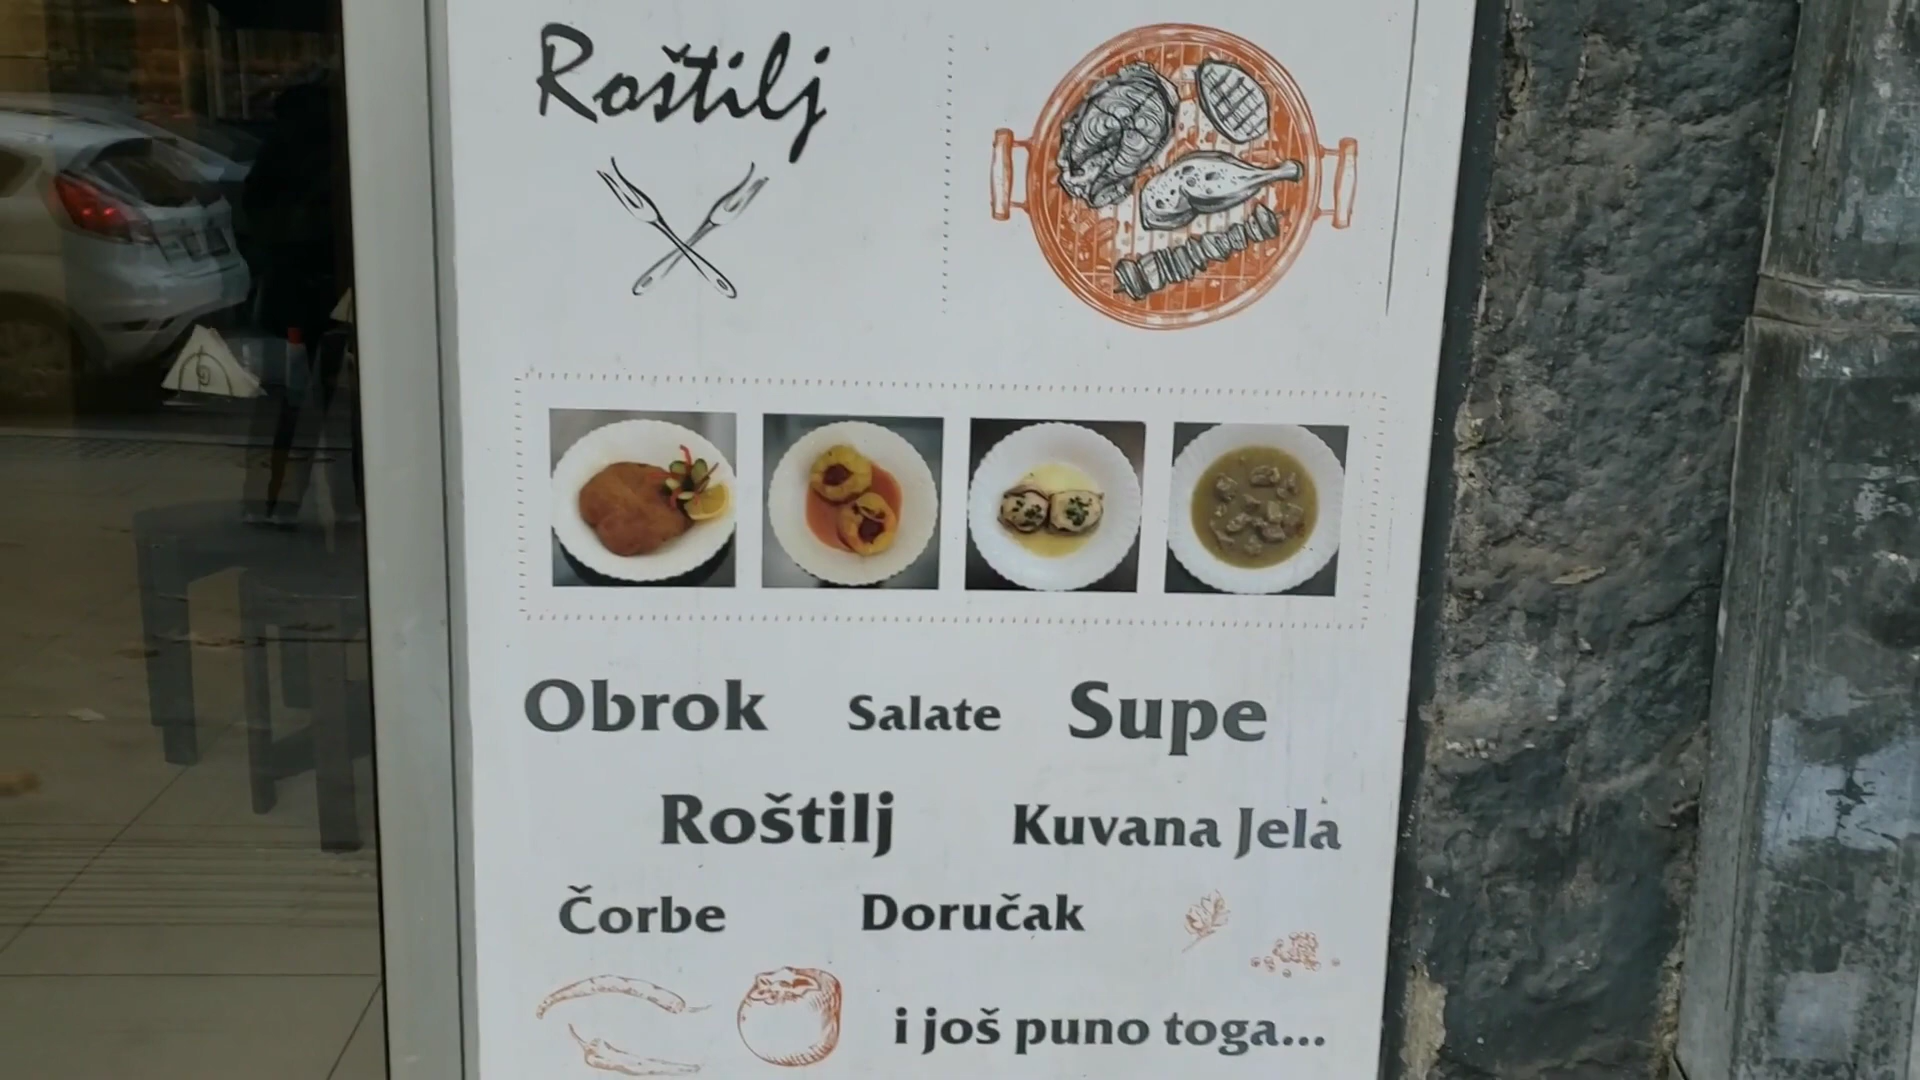 Roštilj
Obrok Salate Supe
Roštilj Kuvana Jela
Čorbe Doručak
i još puno toga...